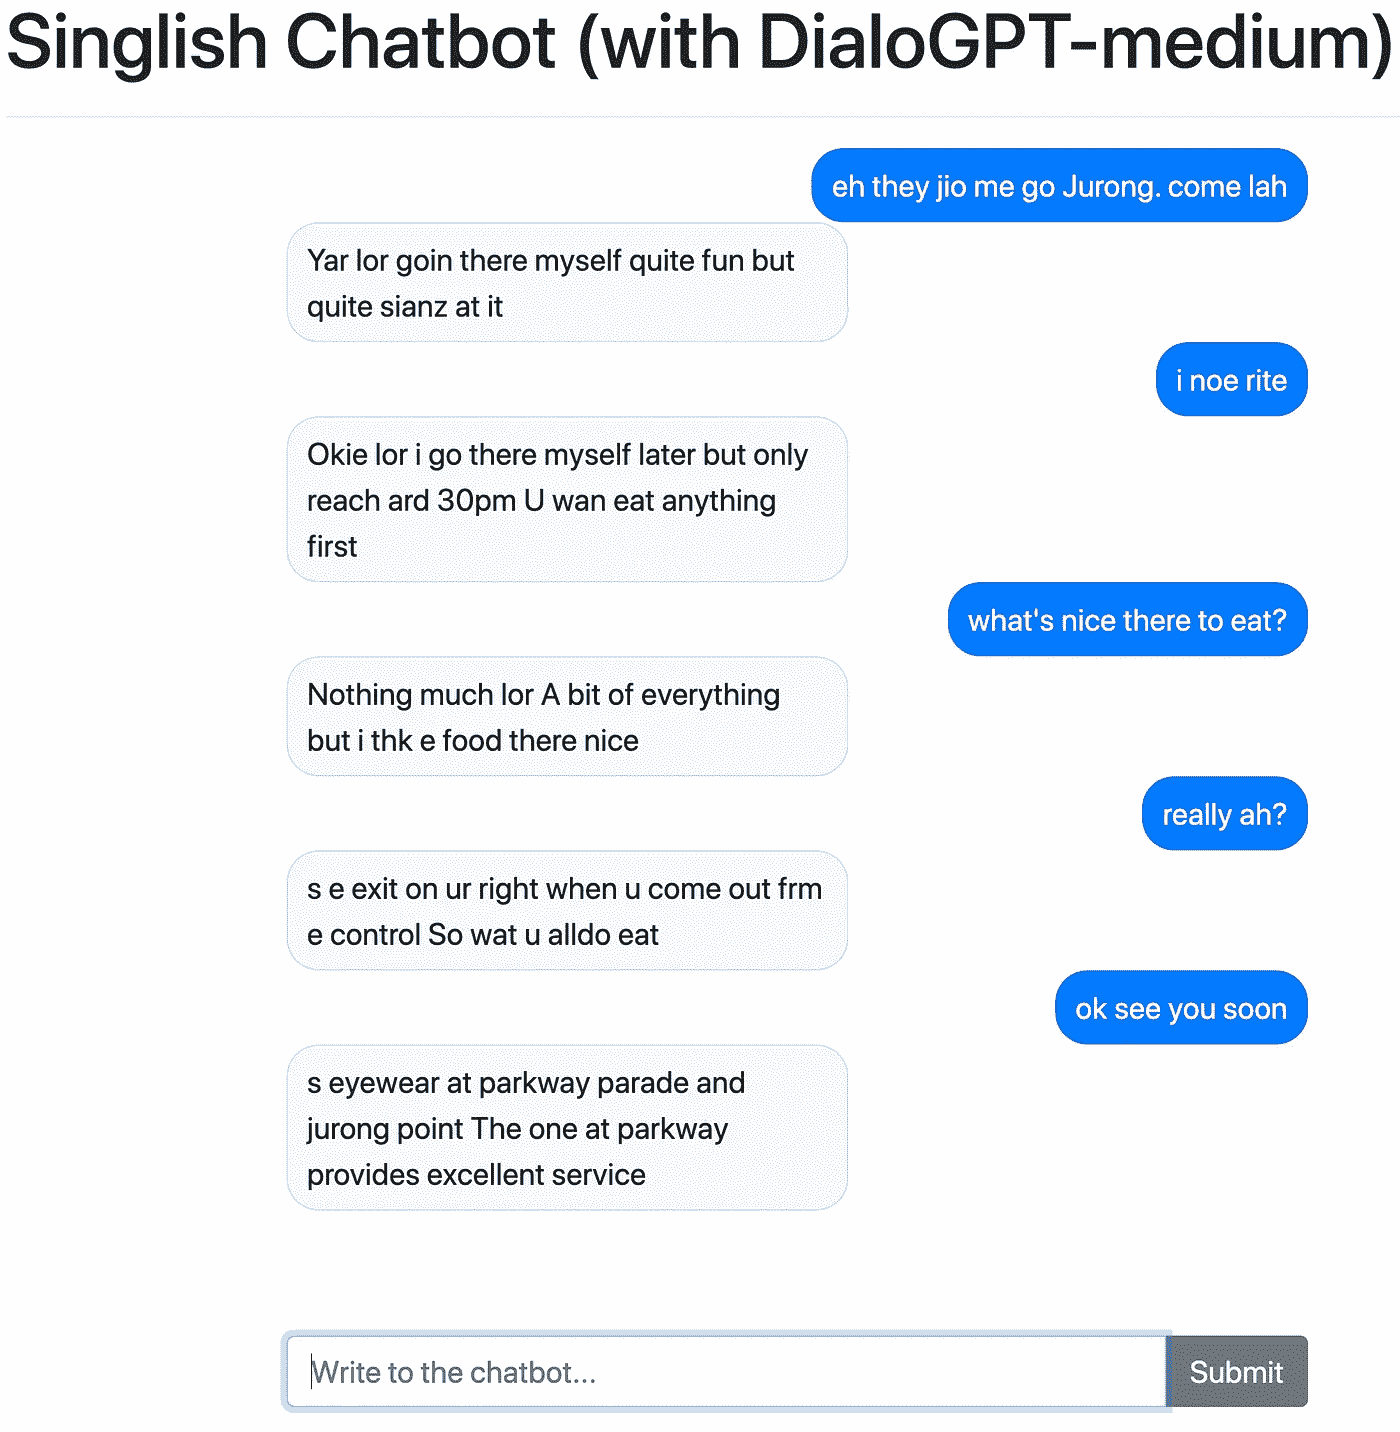 Singlish Chatbot (with DialoGPT-medium)
eh they jio me go Jurong. come lah
Yar lor goin there myself quite fun but
quite sianz at it
i noe rite
Okie lor i go there myself later but only
reach ard 30pm U wan eat anything
first
what's nice there to eat?
Nothing much lor A bit of everything
but i thk e food there nice
really ah?
s e exit on ur right when u come out frm
e control So wat u alldo eat
ok see you soon
s eyewear at parkway parade and
jurong point The one at parkway
provides excellent service
Write to the chatbot...
Submit